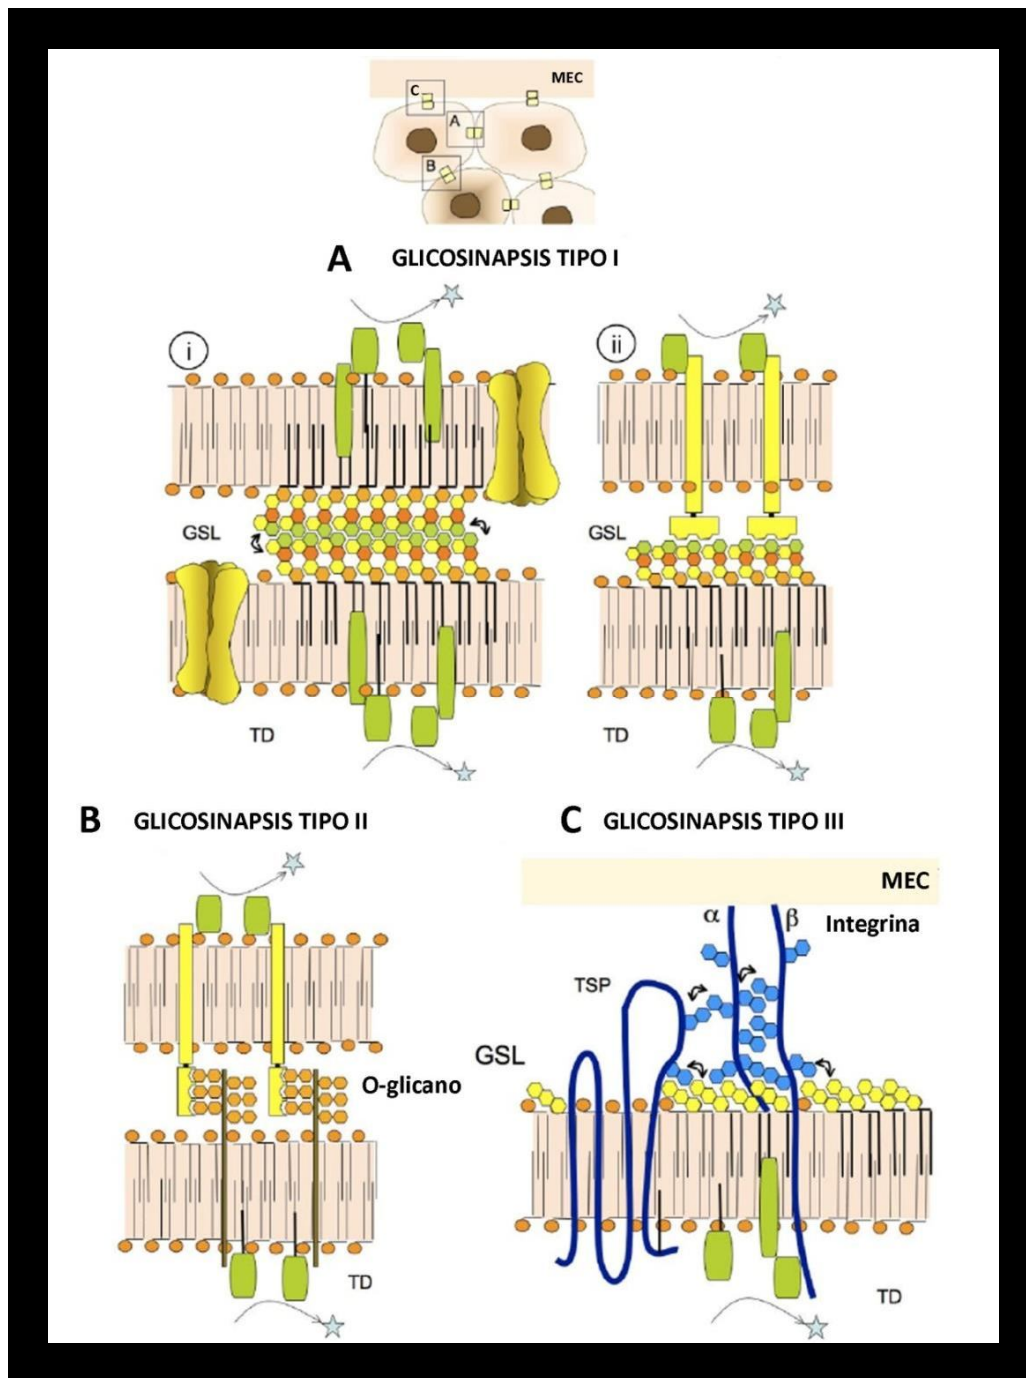 MEC
C
A
B
A GLICOSINAPSIS TIPO I
i
ii
GSL
GSL
TD
TD
B GLICOSINAPSIS TIPO II
C GLICOSINAPSIS TIPO III
MEC
α
β
Integrina
TSP
GSL
O-glicano
TD
TD